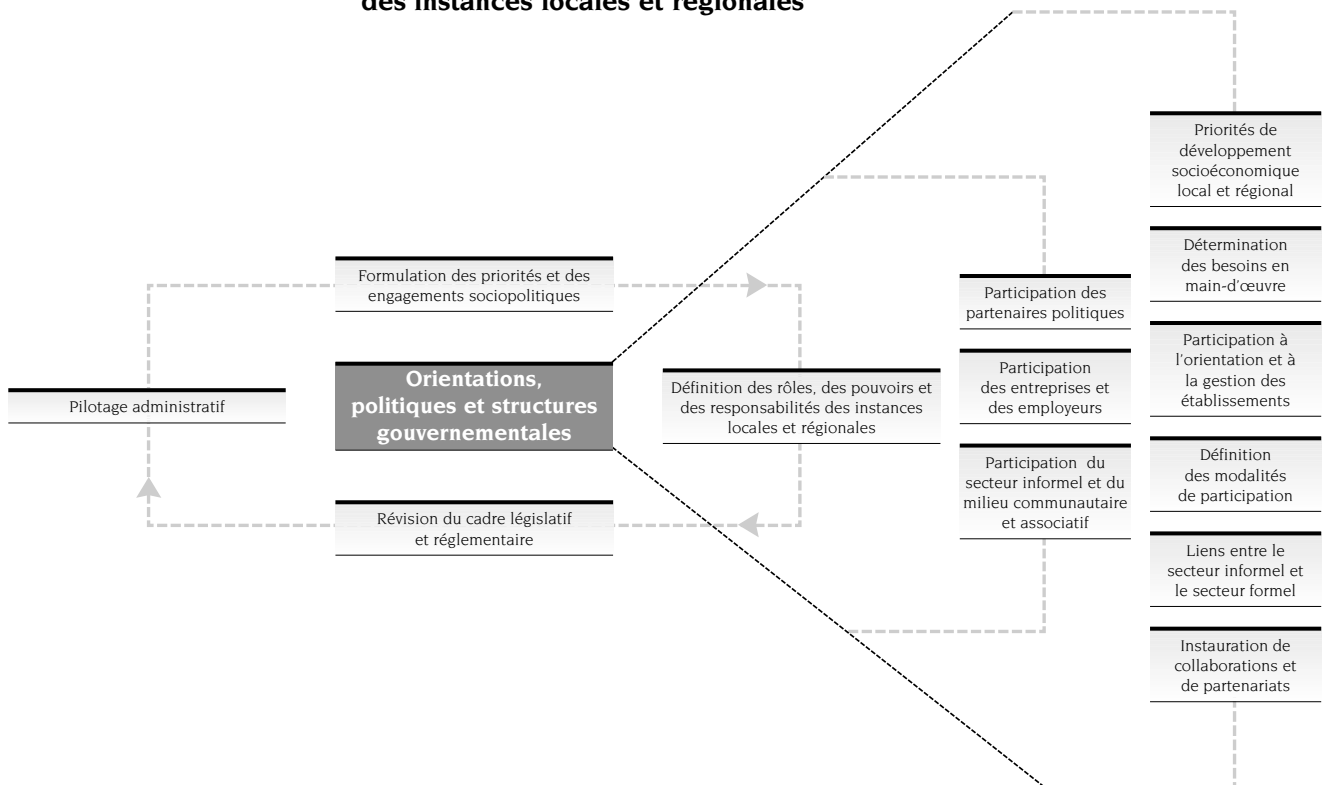 des instances locales et régionales
Formulation des priorités et des
engagements sociopolitiques
Pilotage administratif
Orientations,
politiques et structures
gouvernementales
Révision du cadre législatif
et réglementaire
Définition des rôles, des pouvoirs et
des responsabilités des instances
locales et régionales
Participation des
partenaires politiques
Participation
des entreprises et
des employeurs
Participation du
secteur informel et du
milieu communautaire
et associatif
Priorités de
développement
socioéconomique
local et régional
Détermination
des besoins en
main-d'œuvre
Participation à
l'orientation et à
la gestion des
établissements
Définition
des modalités
de participation
Liens entre le
secteur informel et
le secteur formel
Instauration de
collaborations et
de partenariats